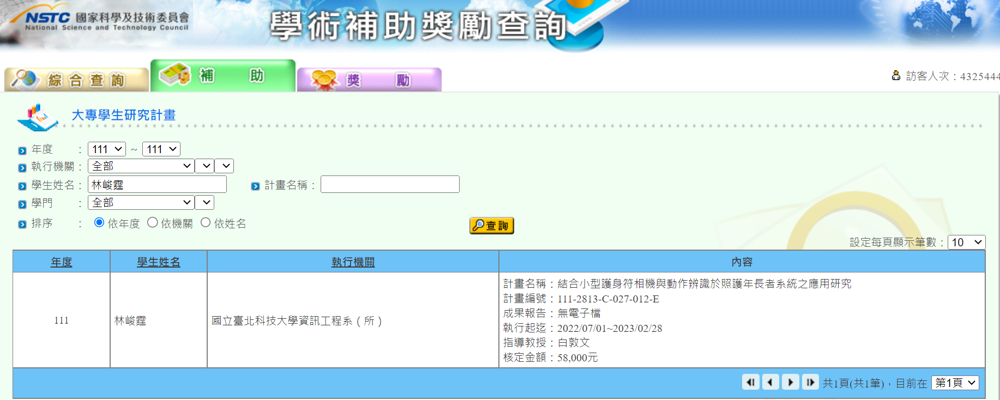 NSTC 國家科學及技術委員會
National Science and Technology Council
學術補助獎勵查詢
綜合查詢 補助 獎勵
訪客人次：4325444
大專學生研究計畫
年度 ： 111 ~ 111
執行機關： 全部
學生姓名： 林峻霆 計畫名稱：
學門 ： 全部
排序 ： 依年度 依機關 依姓名
查詢
設定每頁顯示筆數： 10
年度 學生姓名 執行機關 內容
111 林峻霆 國立臺北科技大學資訊工程系（所）
計畫名稱：結合小型護身符相機與動作辨識於照護年長者系統之應用研究
計畫編號：111-2813-C-027-012-E
成果報告：無電子檔
執行起迄：2022/07/01~2023/02/28
指導教授：白敦文
核定金額：58,000元
共1頁(共1筆)，目前在 第1頁